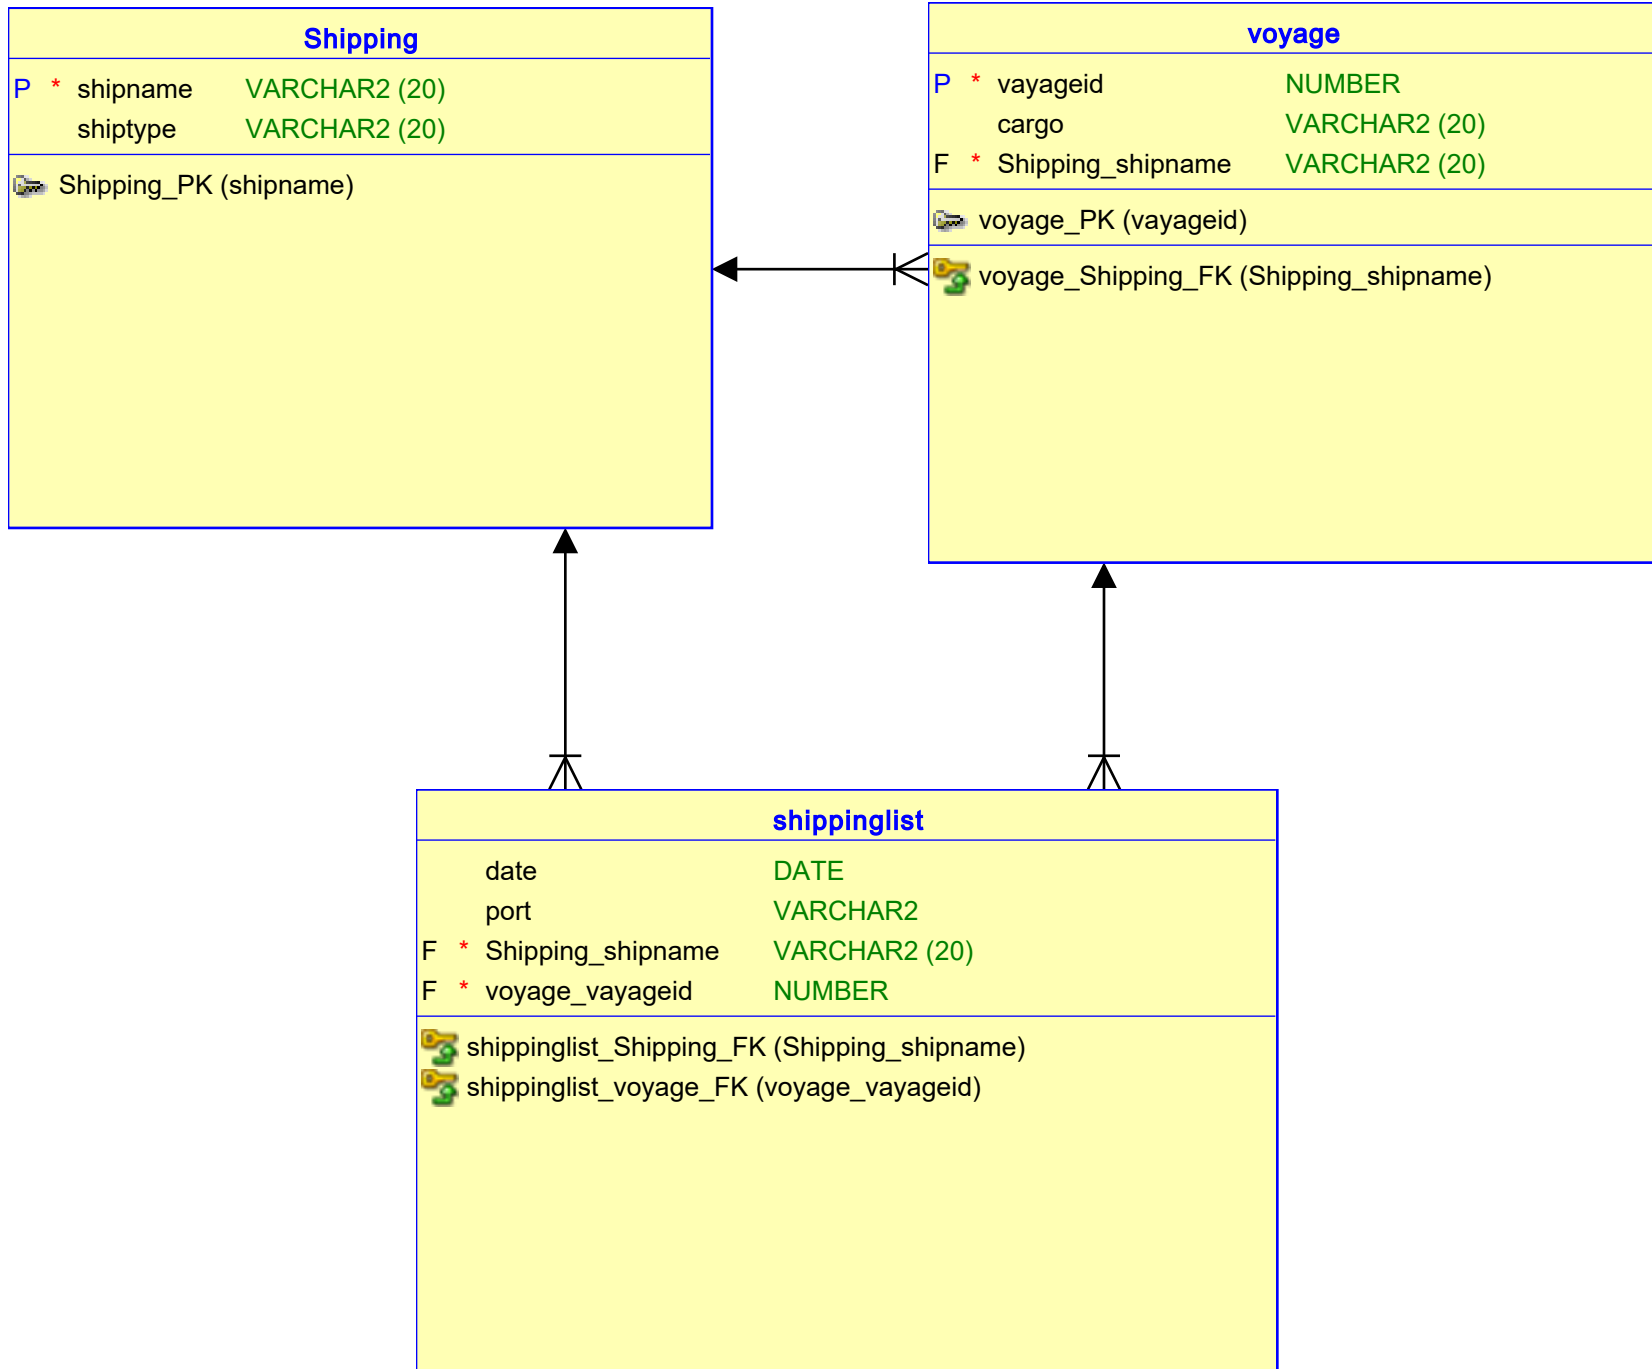 Shipping
P * shipname VARCHAR2 (20)
shiptype VARCHAR2 (20)
Shipping_PK (shipname)
voyage
P * vayageid NUMBER
cargo VARCHAR2 (20)
F * Shipping_shipname VARCHAR2 (20)
voyage_PK (vayageid)
voyage_Shipping_FK (Shipping_shipname)
shippinglist
date DATE
port VARCHAR2
F * Shipping_shipname VARCHAR2 (20)
F * voyage_vayageid NUMBER
shippinglist_Shipping_FK (Shipping_shipname)
shippinglist_voyage_FK (voyage_vayageid)